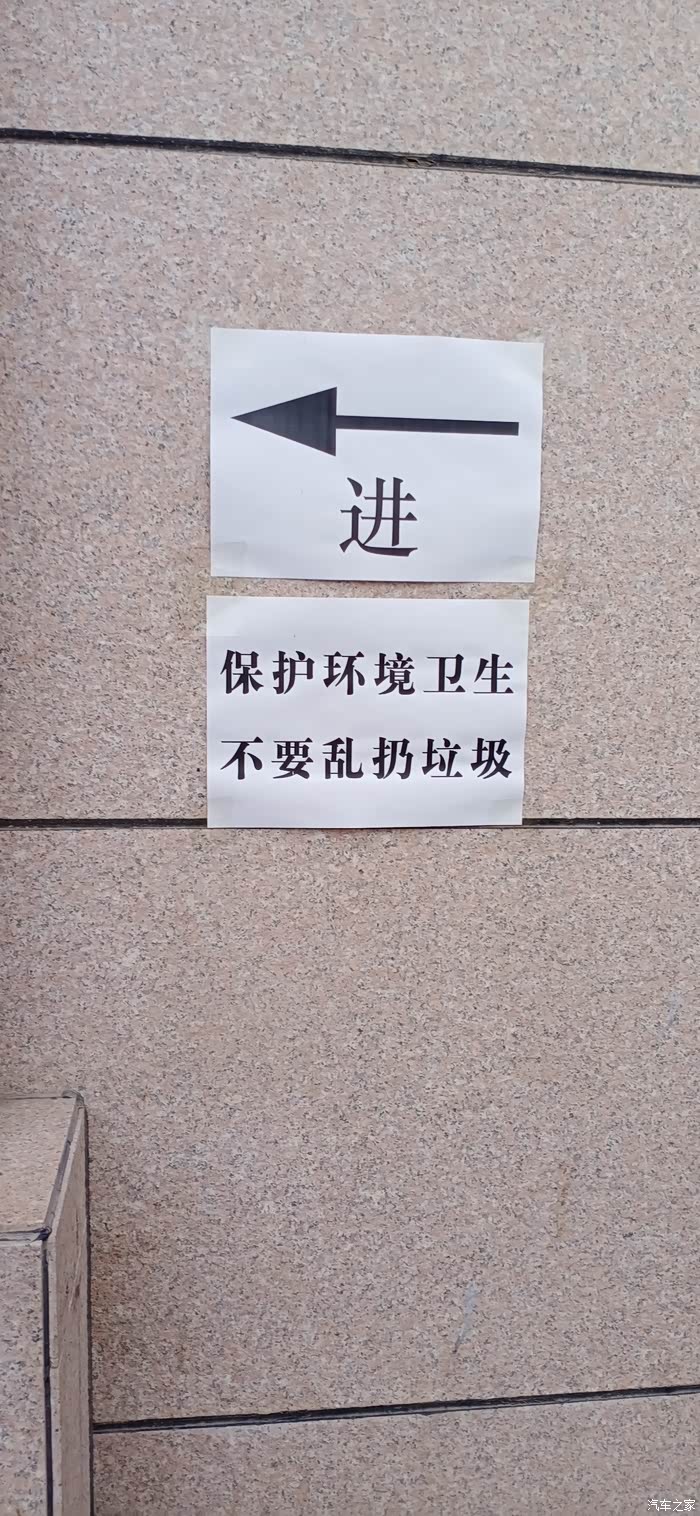 进
保护环境卫生
不要乱扔垃圾
汽车之家